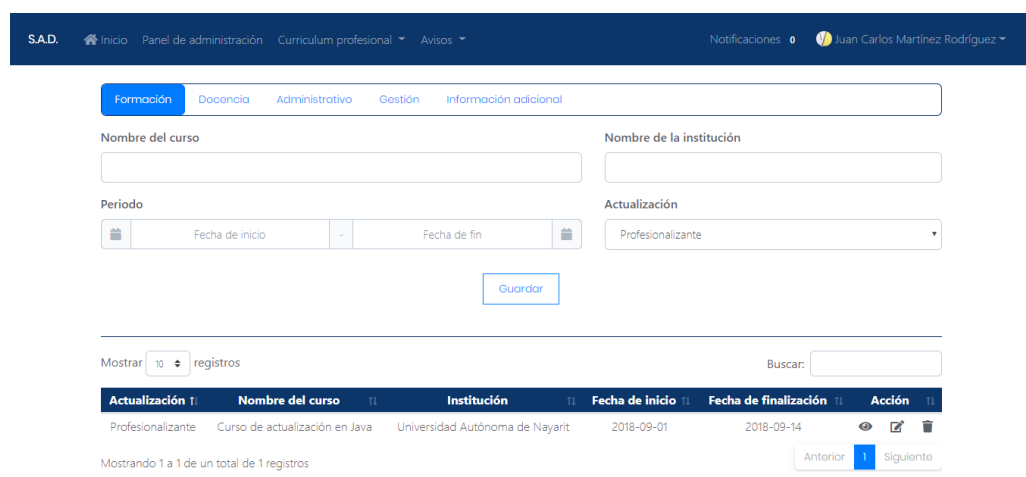 S.A.D. Inicio Panel de administración Curriculum profesional Avisos Notificaciones 0 Juan Carlos Martínez Rodríguez
Formación Docencia Administrativo Gestión Información adicional
Nombre del curso Nombre de la institución
Periodo Actualización
Fecha de inicio - Fecha de fin Profesionalizante
Guardar
Mostrar 10 registros Buscar:
Actualización Nombre del curso Institución Fecha de inicio Fecha de finalización Acción
Profesionalizante Curso de actualización en Java Universidad Autónoma de Nayarit 2018-09-01 2018-09-14
Mostrando 1 a 1 de un total de 1 registros Anterior 1 Siguiente